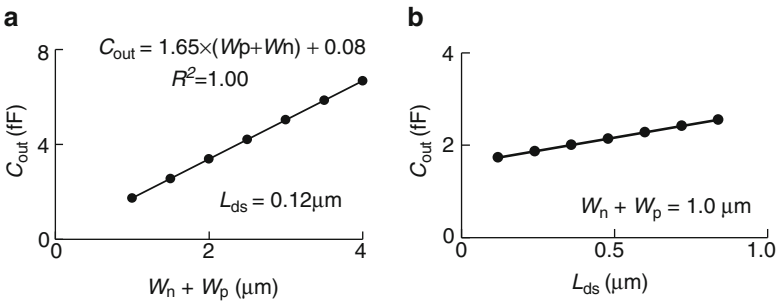 a
C_out = 1.65×(Wp+Wn) + 0.08
R²=1.00
8
4
0
C_out (fF)
L_ds = 0.12μm
0
2
4
W_n + W_p (μm)
b
4
2
0
C_out (fF)
W_n + W_p = 1.0 μm
0
0.5
1.0
L_ds (μm)